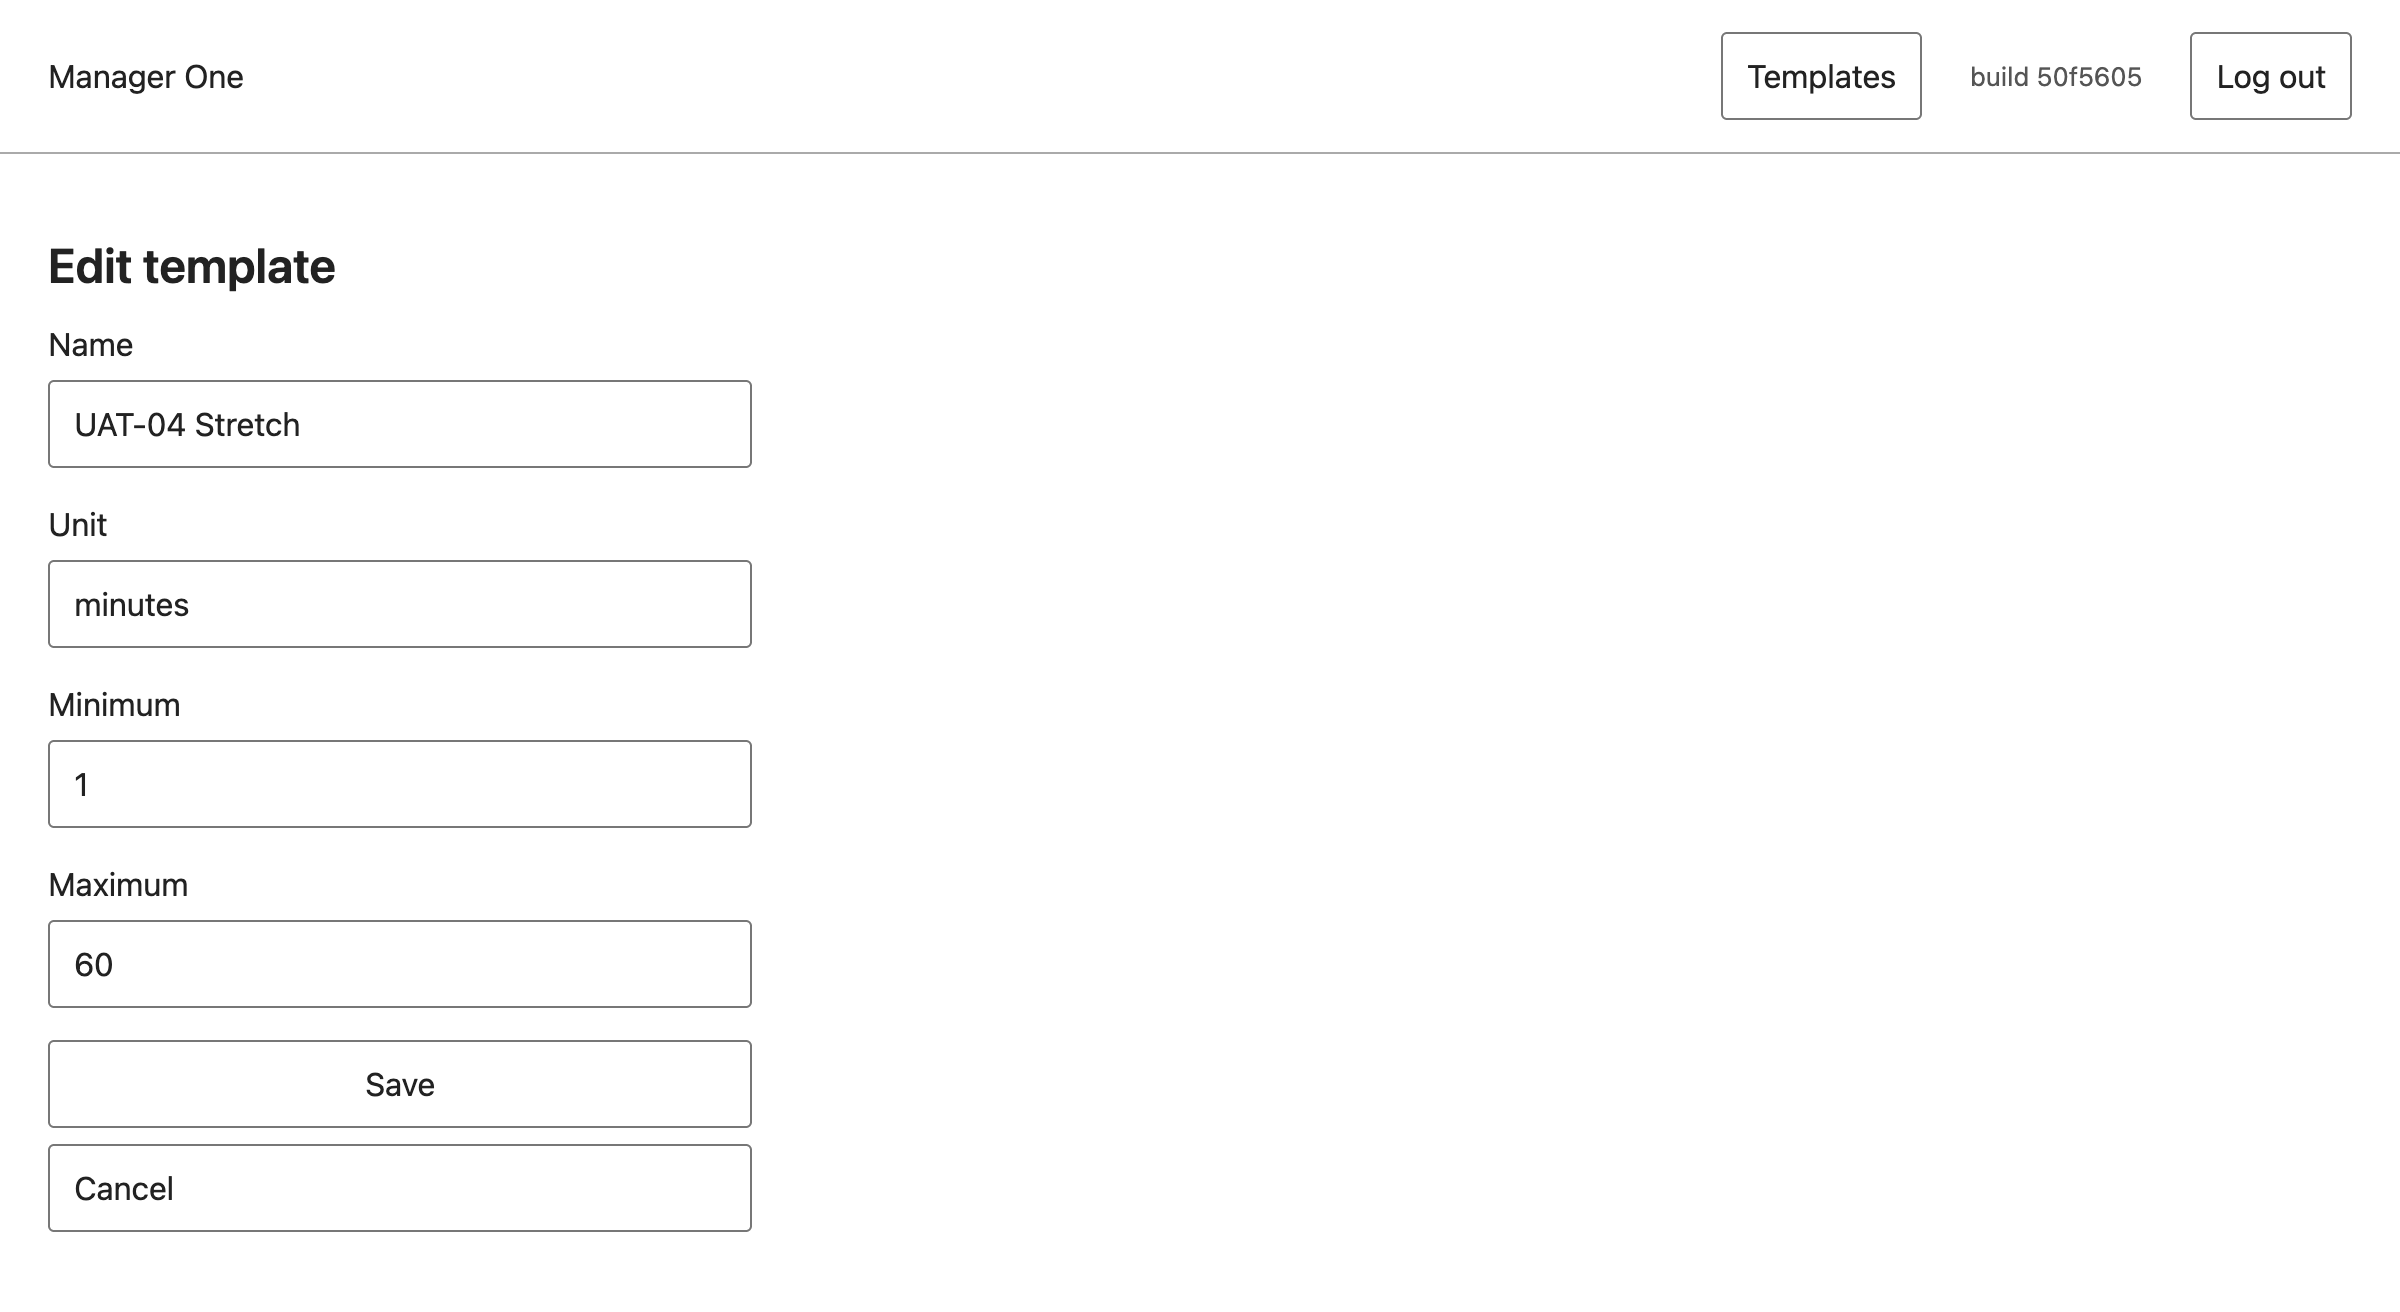 Manager One
Templates
build 50f5605
Log out
Edit template
Name
UAT-04 Stretch
Unit
minutes
Minimum
1
Maximum
60
Save
Cancel